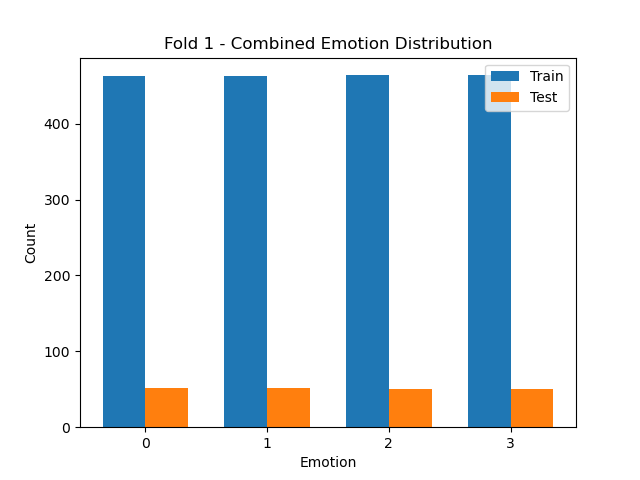 Fold 1 - Combined Emotion Distribution
Train
Test
Count
400
300
200
100
0
0 1 2 3
Emotion